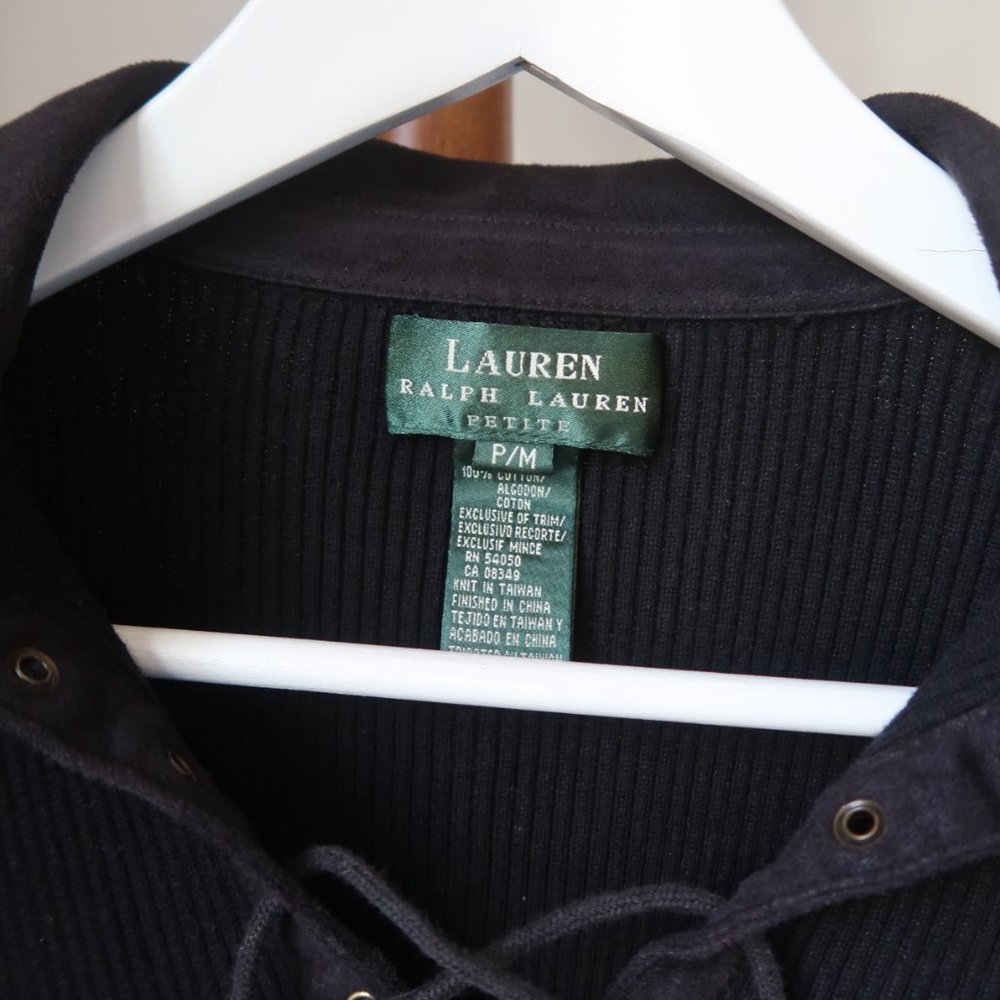 LAUREN
RALPH LAUREN
PETITE
P/M
100% COTTON/
ALGODON/
COTON
EXCLUSIVE OF TRIM/
EXCLUSIVO RECORTE/
EXCLUSIF MINCE
RN 54050
CA 08349
KNIT IN TAIWAN
FINISHED IN CHINA
TEJIDO EN TAIWAN Y
ACABADO EN CHINA